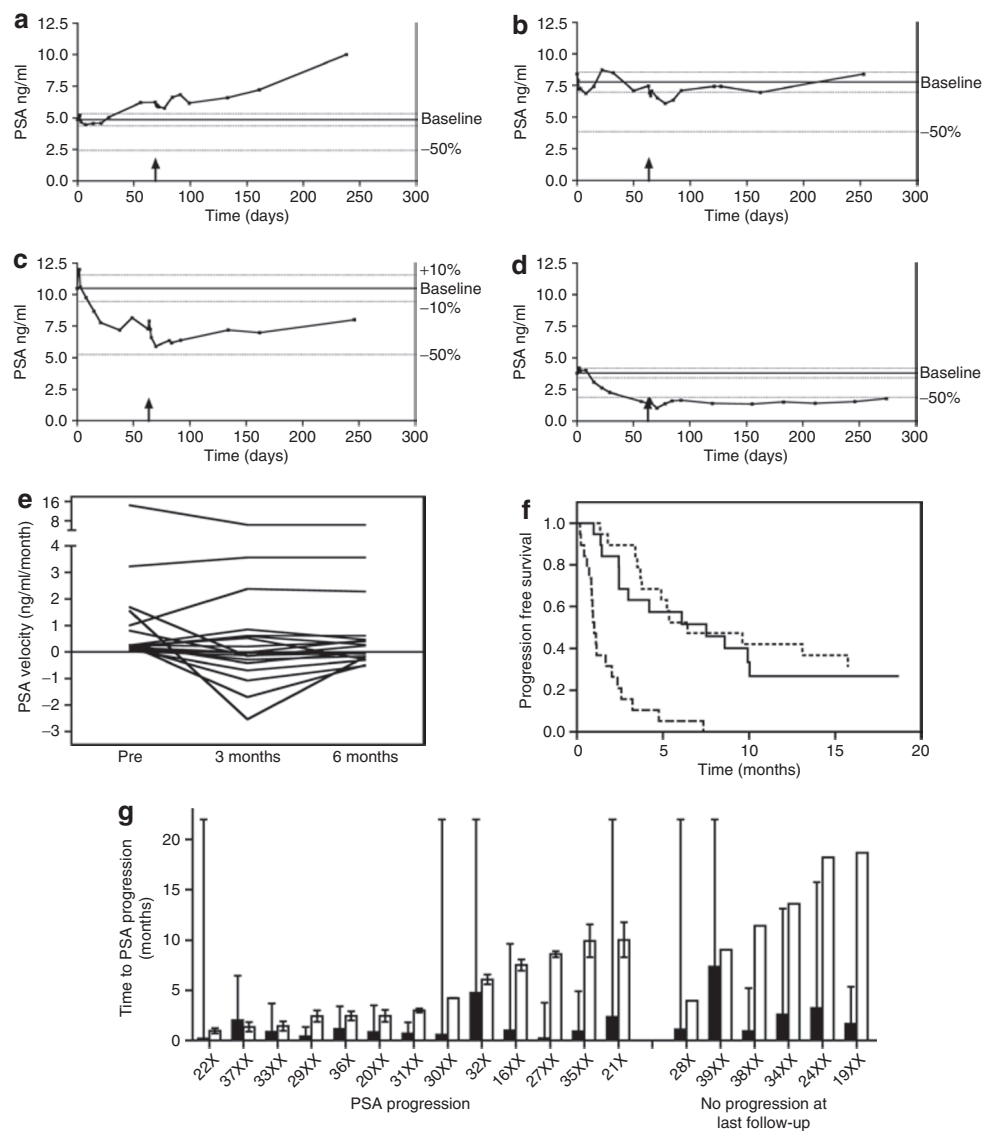 a
12.5
10.0
7.5
5.0
2.5
0.0
PSA ng/ml
Baseline
–50%
0 50 100 150 200 250 300
Time (days)
b
12.5
10.0
7.5
5.0
2.5
0.0
PSA ng/ml
Baseline
–50%
0 50 100 150 200 250 300
Time (days)
c
12.5
10.0
7.5
5.0
2.5
0.0
PSA ng/ml
+10%
Baseline
–10%
–50%
0 50 100 150 200 250 300
Time (days)
d
12.5
10.0
7.5
5.0
2.5
0.0
PSA ng/ml
Baseline
–50%
0 50 100 150 200 250 300
Time (days)
e
16
8
4
3
2
1
0
–1
–2
–3
PSA velocity (ng/ml/month)
Pre 3 months 6 months
f
1.0
0.8
0.6
0.4
0.2
0.0
Progression free survival
0 5 10 15 20
Time (months)
g
20
15
10
5
0
Time to PSA progression
(months)
22X 37XX 33XX 29XX 36X 20XX 31XX 30XX 32X 16XX 27XX 35XX 21X 28X 39XX 38XX 34XX 24XX 19XX
PSA progression
No progression at
last follow-up